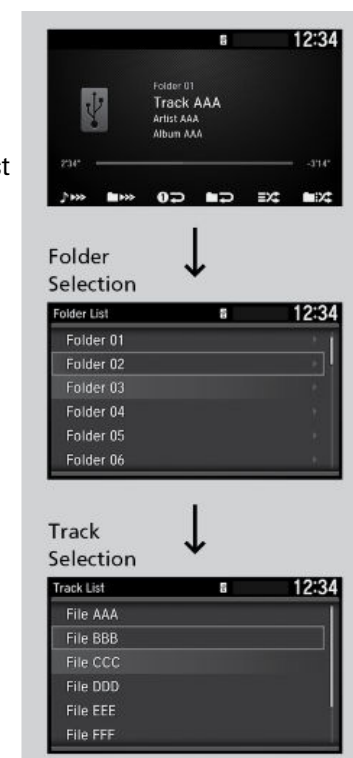 12:34
Folder 01
Track AAA
Artist AAA
Album AAA
2'34" -3'14"
st
Folder
Selection
Folder List 12:34
Folder 01
Folder 02
Folder 03
Folder 04
Folder 05
Folder 06
Track
Selection
Track List 12:34
File AAA
File BBB
File CCC
File DDD
File EEE
File FFF